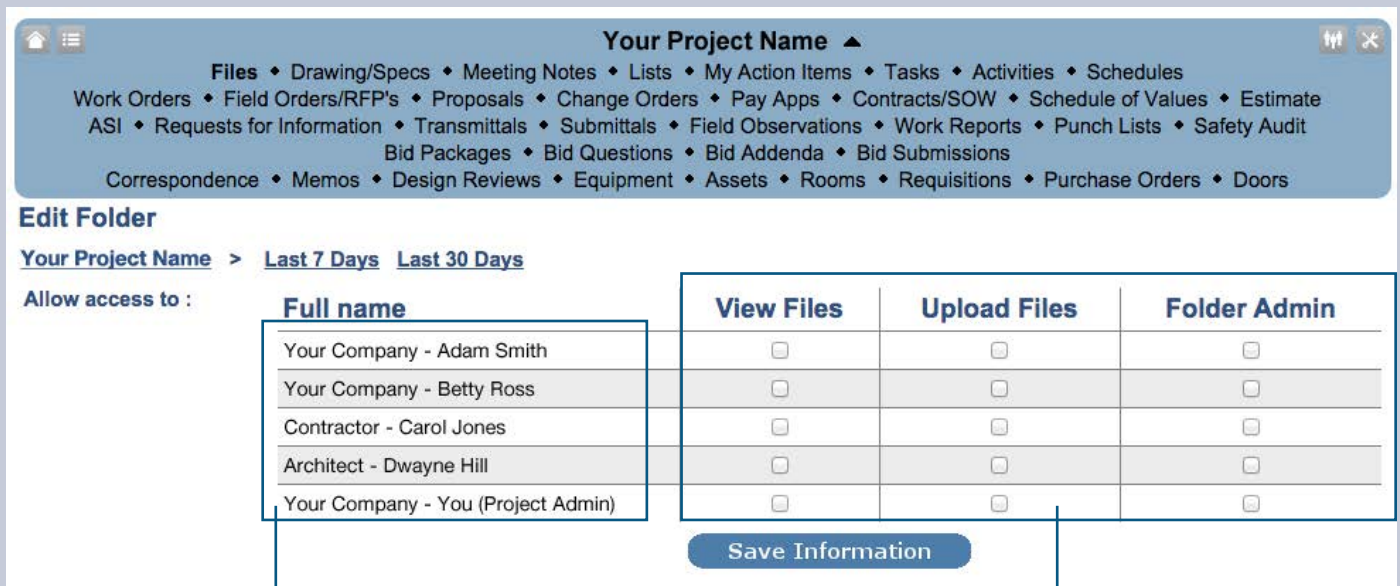 Your Project Name ▲
Files ◆ Drawing/Specs ◆ Meeting Notes ◆ Lists ◆ My Action Items ◆ Tasks ◆ Activities ◆ Schedules
Work Orders ◆ Field Orders/RFP's ◆ Proposals ◆ Change Orders ◆ Pay Apps ◆ Contracts/SOW ◆ Schedule of Values ◆ Estimate
ASI ◆ Requests for Information ◆ Transmittals ◆ Submittals ◆ Field Observations ◆ Work Reports ◆ Punch Lists ◆ Safety Audit
Bid Packages ◆ Bid Questions ◆ Bid Addenda ◆ Bid Submissions
Correspondence ◆ Memos ◆ Design Reviews ◆ Equipment ◆ Assets ◆ Rooms ◆ Requisitions ◆ Purchase Orders ◆ Doors
Edit Folder
Your Project Name > Last 7 Days Last 30 Days
Allow access to : Full name View Files Upload Files Folder Admin
Your Company - Adam Smith
Your Company - Betty Ross
Contractor - Carol Jones
Architect - Dwayne Hill
Your Company - You (Project Admin)
Save Information